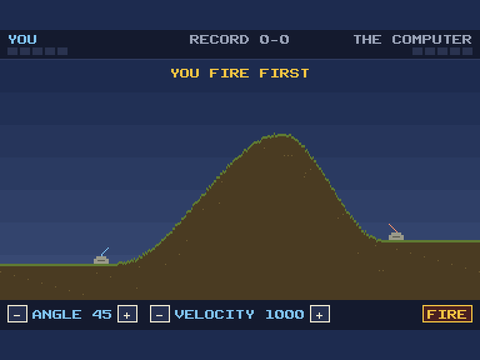 YOU RECORD 0-0 THE COMPUTER
YOU FIRE FIRST
- ANGLE 45 + - VELOCITY 1000 + FIRE